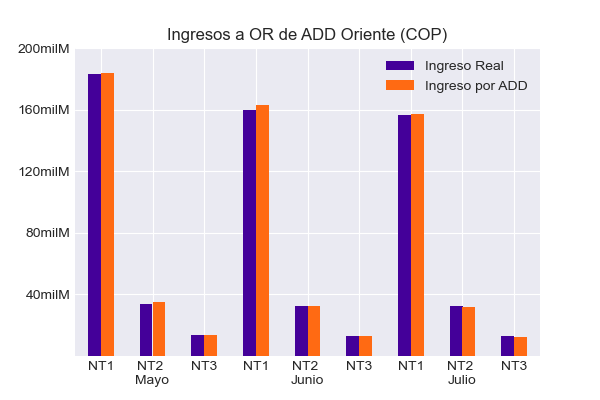 Ingresos a OR de ADD Oriente (COP)
200milM
160milM
120milM
80milM
40milM
Ingreso Real
Ingreso por ADD
NT1 NT2 NT3 NT1 NT2 NT3 NT1 NT2 NT3
Mayo Junio Julio